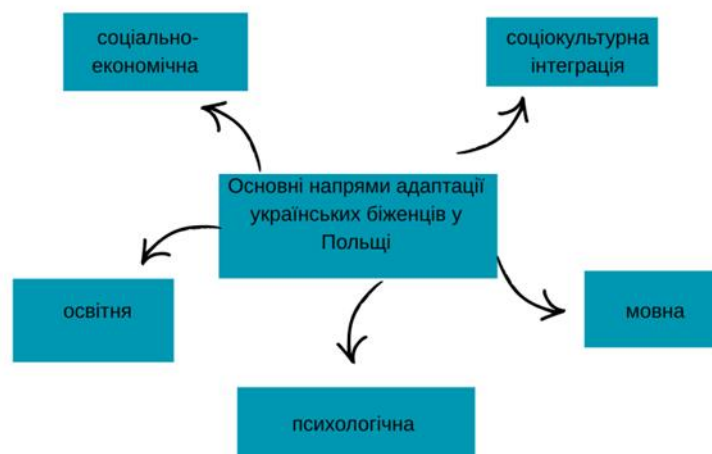 соціально-
економічна
соціокультурна
інтеграція
Основні напрями адаптації
українських біженців у
Польщі
освітня
мовна
психологічна